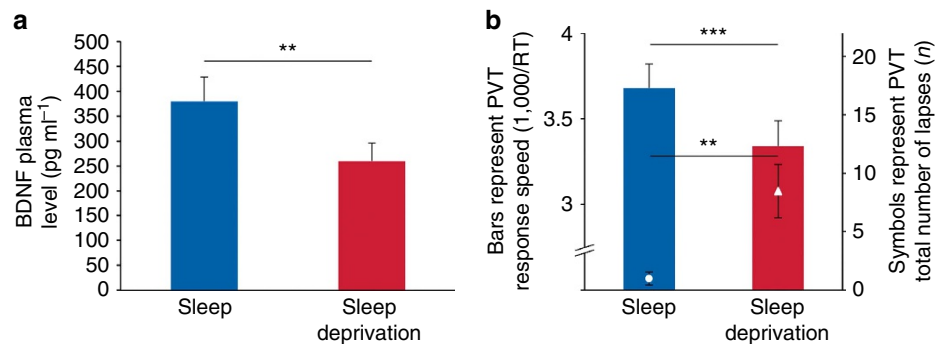 a
BDNF plasma
level (pg ml⁻¹)
500
450
400
350
300
250
200
150
100
50
0
**
Sleep
Sleep
deprivation
b
Bars represent PVT
response speed (1,000/RT)
4
3.5
3
***
**
Sleep
Sleep
deprivation
20
15
10
5
0
Symbols represent PVT
total number of lapses (n)